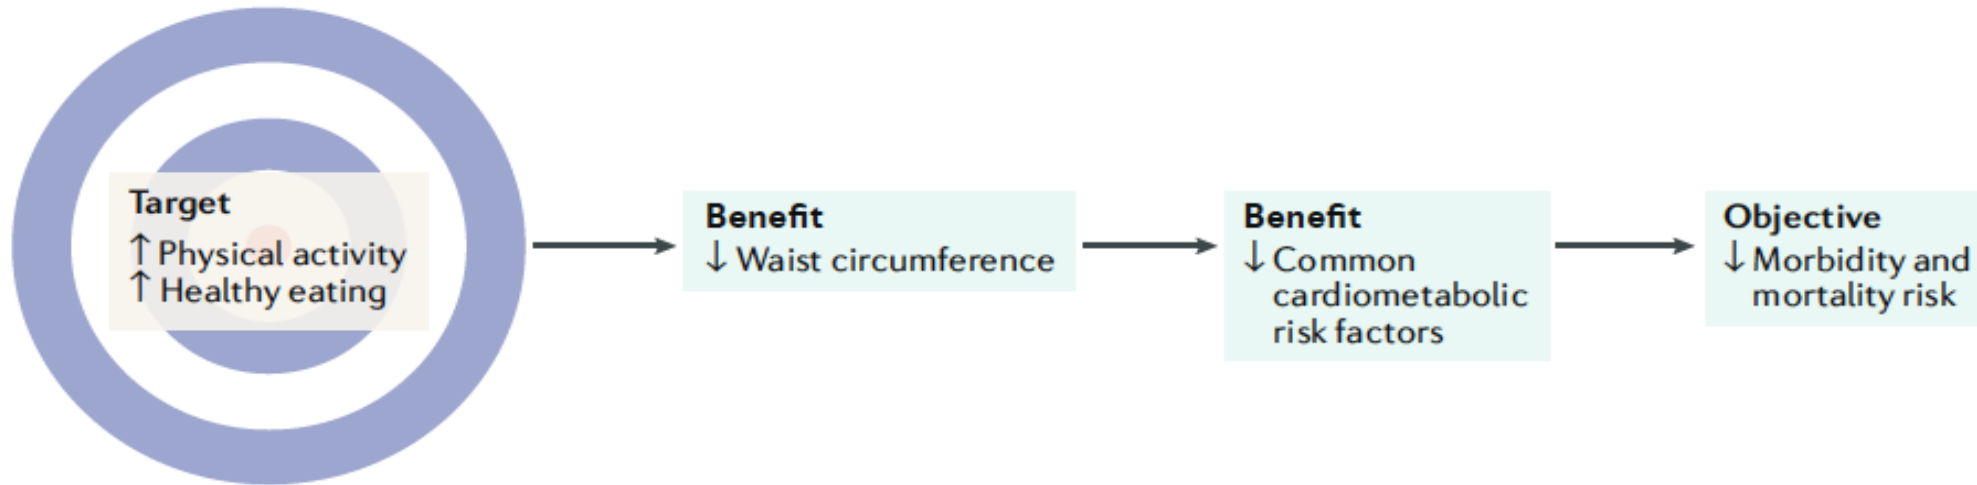 Target
↑ Physical activity
↑ Healthy eating
Benefit
↓ Waist circumference
Benefit
↓ Common
cardiometabolic
risk factors
Objective
↓ Morbidity and
mortality risk